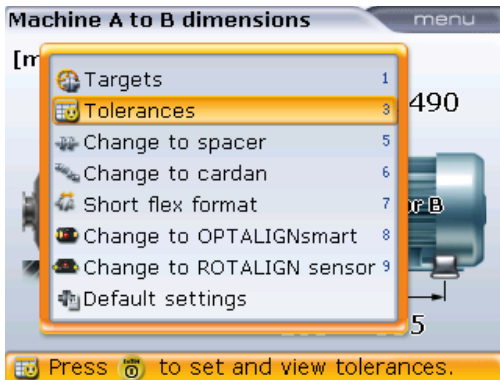 Machine A to B dimensions menu
[m
Targets 1
Tolerances 3
490
Change to spacer 5
Change to cardan 6
Short flex format 7
or B
Change to OPTALIGNsmart 8
Change to ROTALIGN sensor 9
Default settings
5
Press 0 to set and view tolerances.